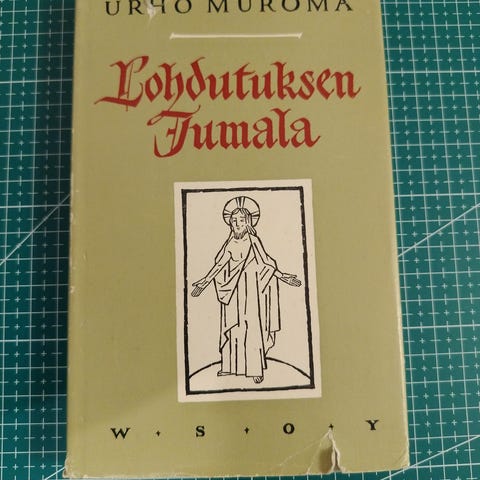 URHO MUROMA
Lohdutuksen
Jumala
W · S · O · Y